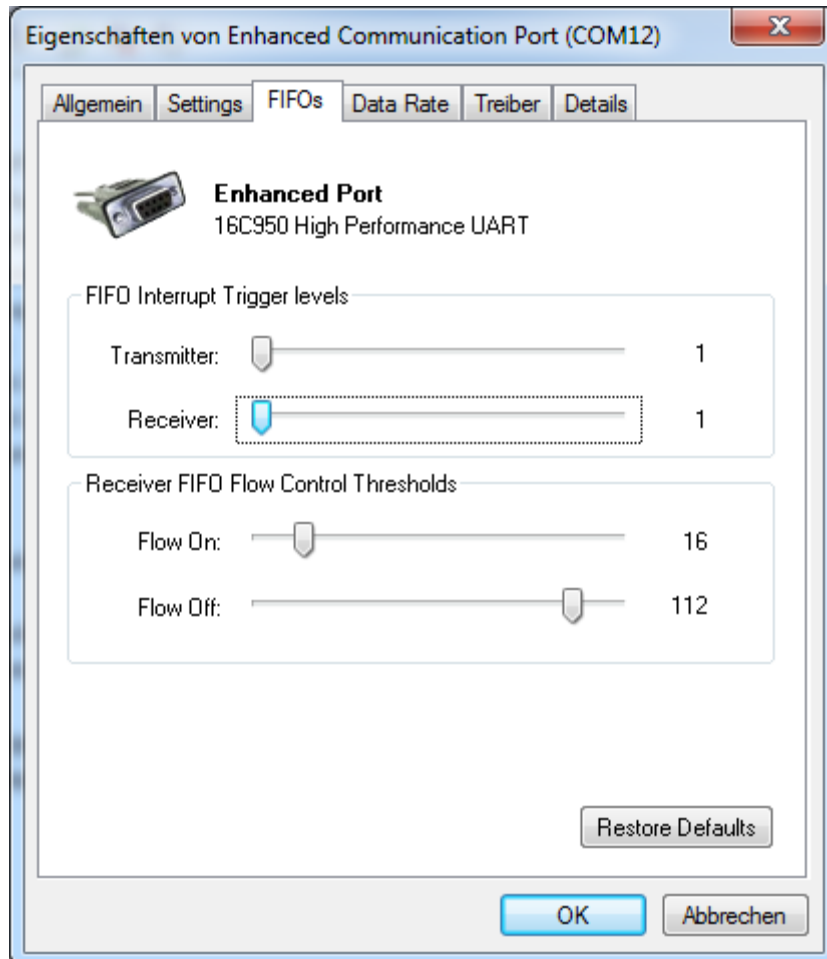 Eigenschaften von Enhanced Communication Port (COM12)
Allgemein Settings FIFOs Data Rate Treiber Details
Enhanced Port
16C950 High Performance UART
FIFO Interrupt Trigger levels
Transmitter: 1
Receiver: 1
Receiver FIFO Flow Control Thresholds
Flow On: 16
Flow Off: 112
Restore Defaults
OK Abbrechen